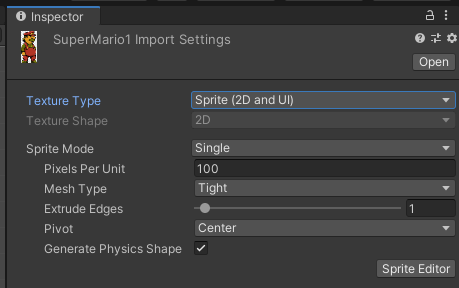 Inspector
SuperMario1 Import Settings
Open
Texture Type Sprite (2D and UI)
Texture Shape 2D
Sprite Mode Single
Pixels Per Unit 100
Mesh Type Tight
Extrude Edges 1
Pivot Center
Generate Physics Shape
Sprite Editor